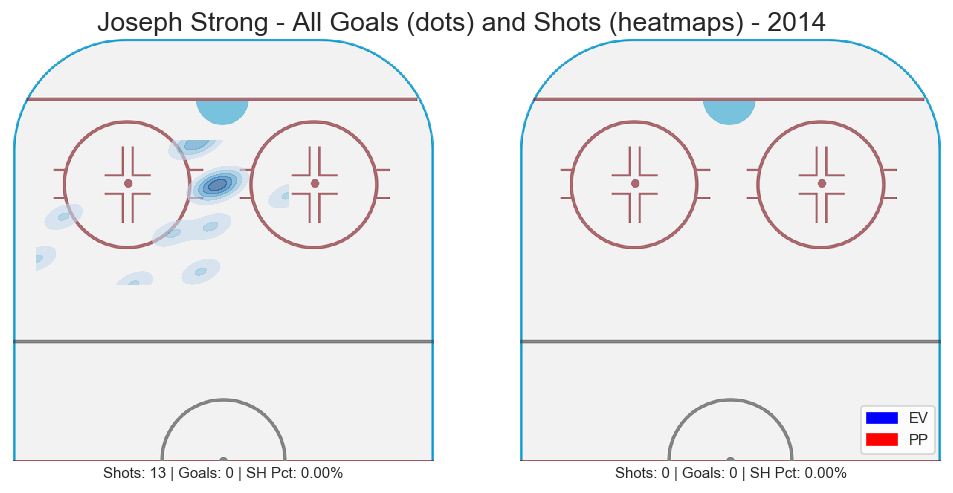 Joseph Strong - All Goals (dots) and Shots (heatmaps) - 2014
EV
PP
Shots: 13 | Goals: 0 | SH Pct: 0.00%
Shots: 0 | Goals: 0 | SH Pct: 0.00%